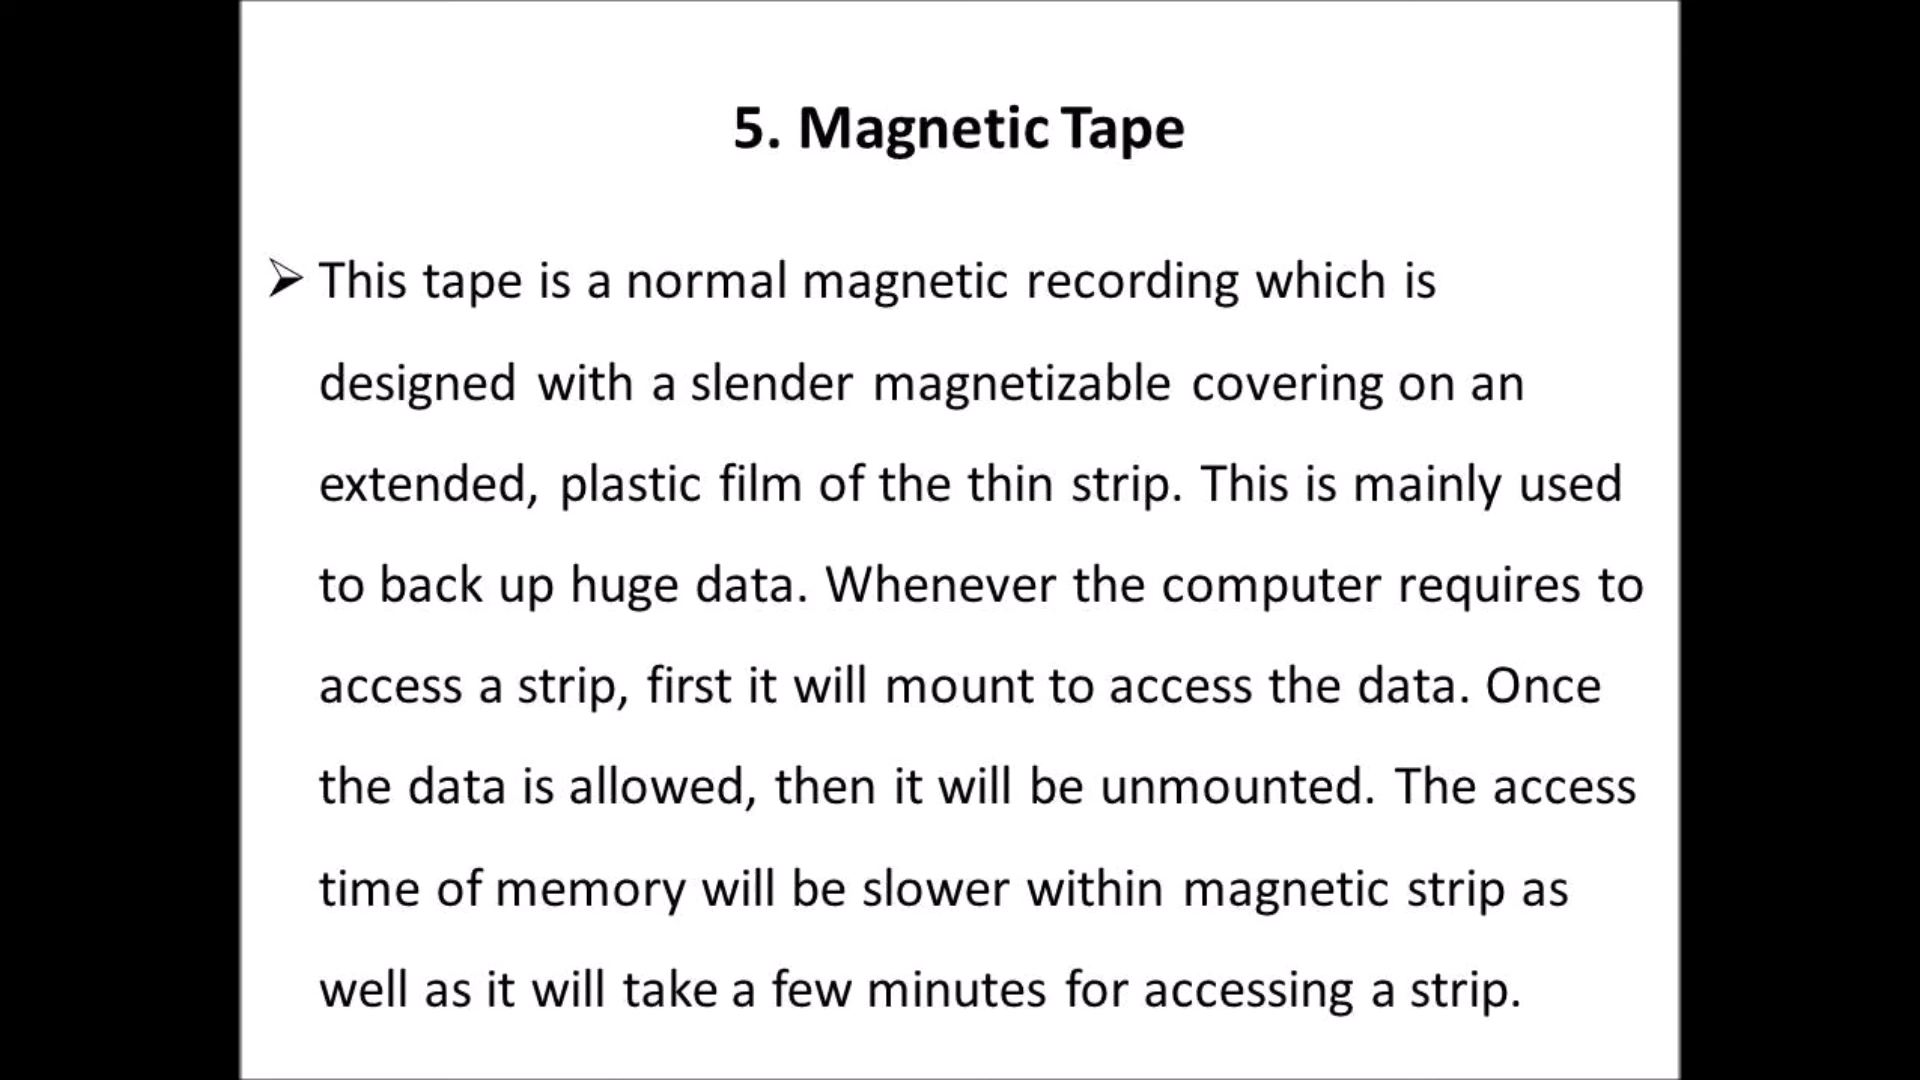 5. Magnetic Tape
➢ This tape is a normal magnetic recording which is
designed with a slender magnetizable covering on an
extended, plastic film of the thin strip. This is mainly used
to back up huge data. Whenever the computer requires to
access a strip, first it will mount to access the data. Once
the data is allowed, then it will be unmounted. The access
time of memory will be slower within magnetic strip as
well as it will take a few minutes for accessing a strip.